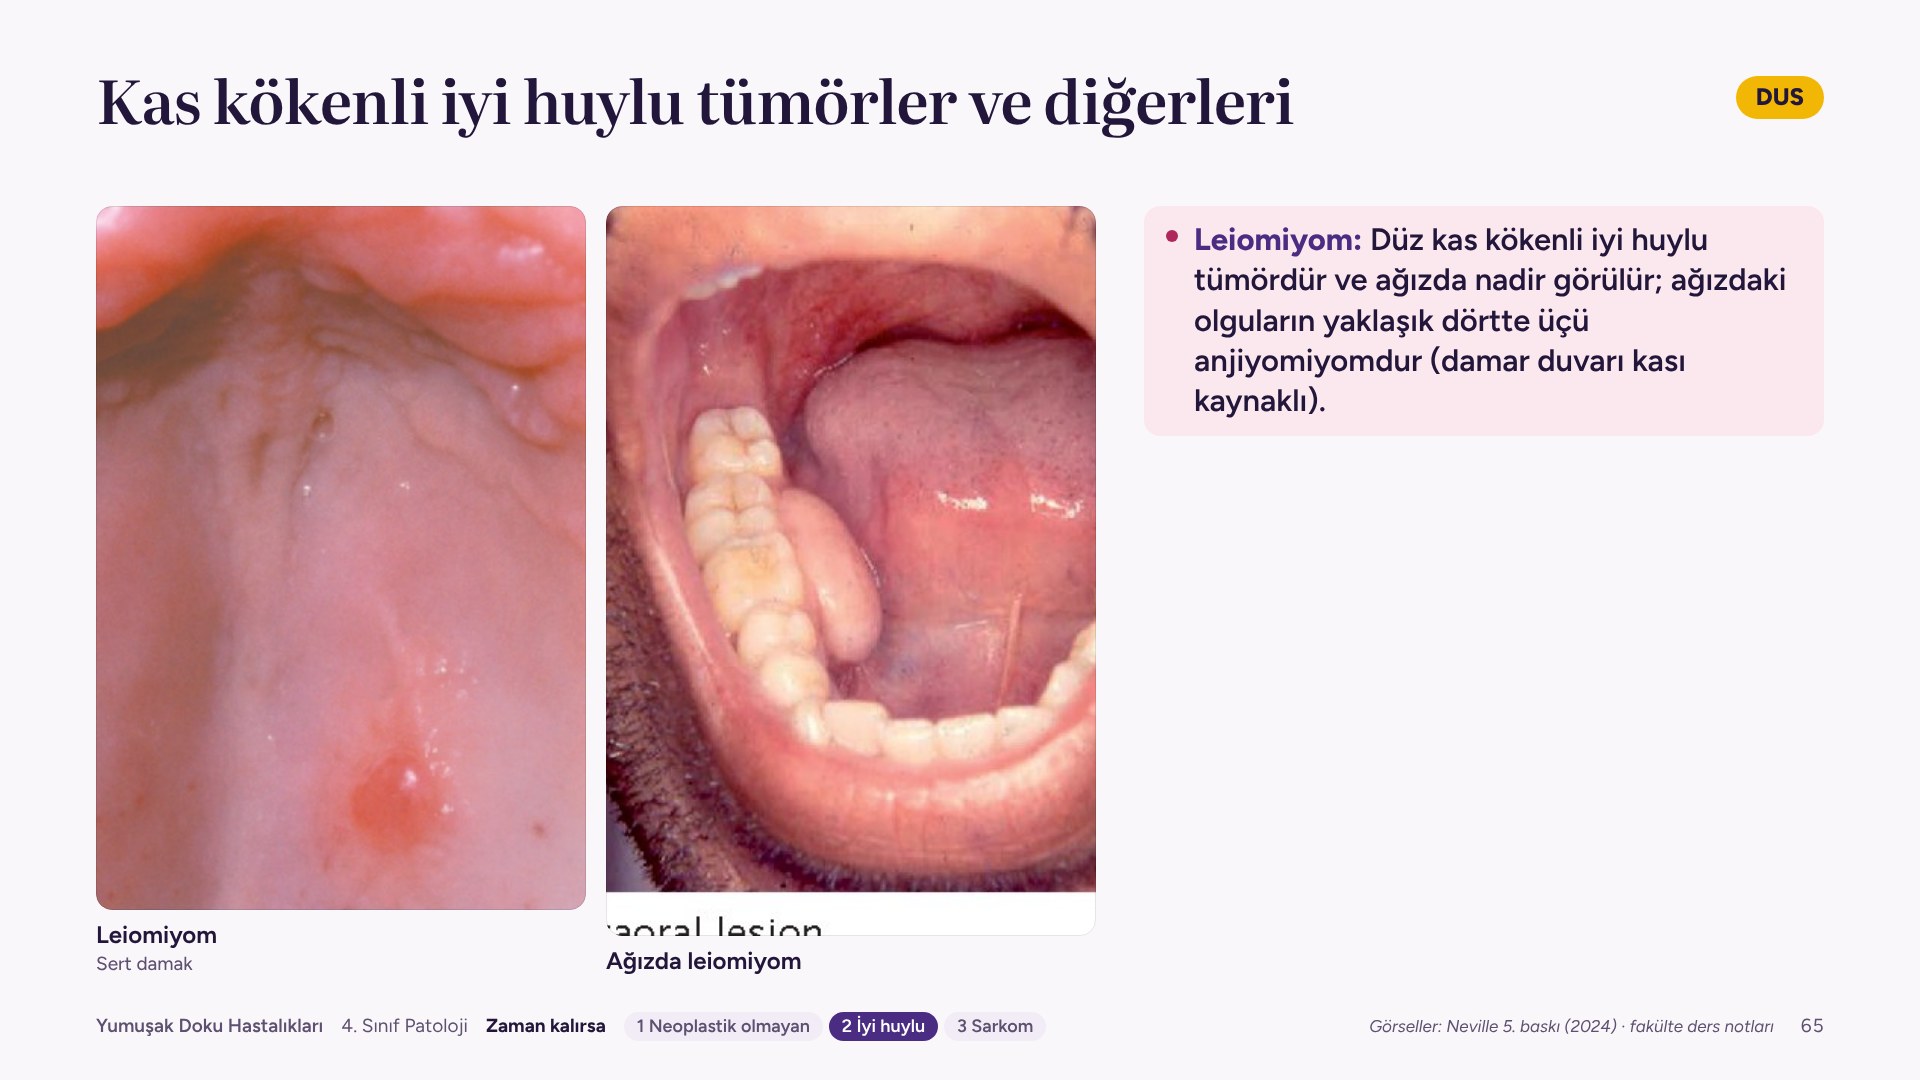 Kas kökenli iyi huylu tümörler ve diğerleri
DUS
Leiomiyom: Düz kas kökenli iyi huylu
tümördür ve ağızda nadir görülür; ağızdaki
olguların yaklaşık dörtte üçü
anjiyomiyomdur (damar duvarı kası
kaynaklı).
lesion
Leiomiyom
Sert damak
Ağızda leiomiyom
Yumuşak Doku Hastalıkları 4. Sınıf Patoloji Zaman kalırsa 1 Neoplastik olmayan 2 İyi huylu 3 Sarkom
Görseller: Neville 5. baskı (2024) · fakülte ders notları 65